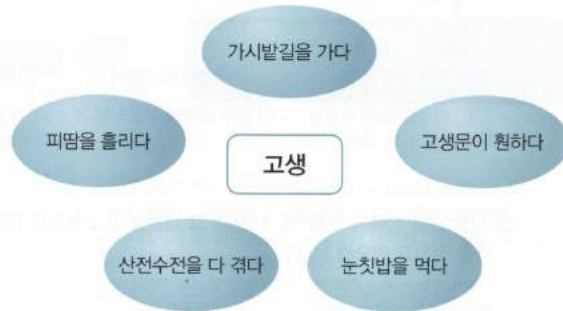 가시밭길을 가다
피땀을 흘리다
고생문이 훤하다
고생
산전수전을 다 겪다
눈칫밥을 먹다